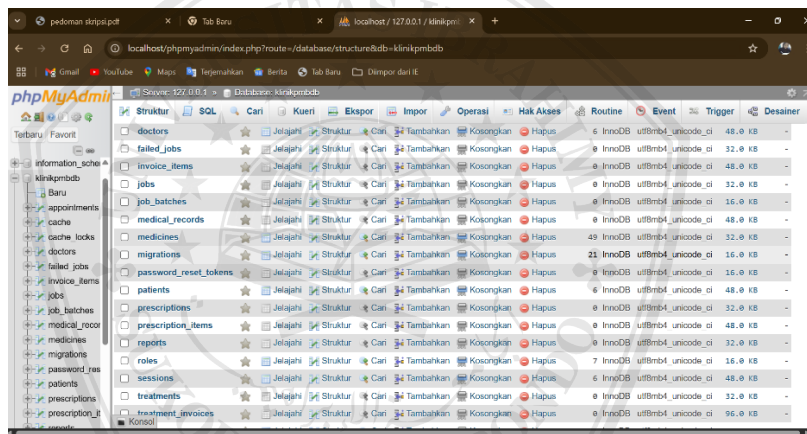 pedoman skripsi.pdf
Tab Baru
localhost / 127.0.0.1 / klinikpmb
localhost/phpmyadmin/index.php?route=/database/structure&db=klinikpmbdb
Gmail YouTube Maps Terjemahkan Berita Tab Baru Diimpor dari IE
phpMyAdmin
Server: 127.0.0.1 » Database: klinikpmbdb
Struktur SQL Cari Kueri Ekspor Impor Operasi Hak Akses Routine Event Trigger Desainer
Terbaru Favorit
information_schem
klinikpmbdb
Baru
appointments
cache
cache_locks
doctors
failed_jobs
invoice_items
jobs
job_batches
medical_recor
medicines
migrations
password_res
patients
prescriptions
prescription_it
reports
doctors Jelajahi Struktur Cari Tambahkan Kosongkan Hapus 6 InnoDB utf8mb4_unicode_ci 48.0 KB -
failed_jobs Jelajahi Struktur Cari Tambahkan Kosongkan Hapus 0 InnoDB utf8mb4_unicode_ci 32.0 KB -
invoice_items Jelajahi Struktur Cari Tambahkan Kosongkan Hapus 0 InnoDB utf8mb4_unicode_ci 48.0 KB -
jobs Jelajahi Struktur Cari Tambahkan Kosongkan Hapus 0 InnoDB utf8mb4_unicode_ci 32.0 KB -
job_batches Jelajahi Struktur Cari Tambahkan Kosongkan Hapus 0 InnoDB utf8mb4_unicode_ci 16.0 KB -
medical_records Jelajahi Struktur Cari Tambahkan Kosongkan Hapus 0 InnoDB utf8mb4_unicode_ci 48.0 KB -
medicines Jelajahi Struktur Cari Tambahkan Kosongkan Hapus 49 InnoDB utf8mb4_unicode_ci 32.0 KB -
migrations Jelajahi Struktur Cari Tambahkan Kosongkan Hapus 21 InnoDB utf8mb4_unicode_ci 16.0 KB -
password_reset_tokens Jelajahi Struktur Cari Tambahkan Kosongkan Hapus 0 InnoDB utf8mb4_unicode_ci 16.0 KB -
patients Jelajahi Struktur Cari Tambahkan Kosongkan Hapus 6 InnoDB utf8mb4_unicode_ci 48.0 KB -
prescriptions Jelajahi Struktur Cari Tambahkan Kosongkan Hapus 0 InnoDB utf8mb4_unicode_ci 32.0 KB -
prescription_items Jelajahi Struktur Cari Tambahkan Kosongkan Hapus 0 InnoDB utf8mb4_unicode_ci 48.0 KB -
reports Jelajahi Struktur Cari Tambahkan Kosongkan Hapus 0 InnoDB utf8mb4_unicode_ci 32.0 KB -
roles Jelajahi Struktur Cari Tambahkan Kosongkan Hapus 7 InnoDB utf8mb4_unicode_ci 16.0 KB -
sessions Jelajahi Struktur Cari Tambahkan Kosongkan Hapus 6 InnoDB utf8mb4_unicode_ci 48.0 KB -
treatments Jelajahi Struktur Cari Tambahkan Kosongkan Hapus 0 InnoDB utf8mb4_unicode_ci 32.0 KB -
treatment_invoices Jelajahi Struktur Cari Tambahkan Kosongkan Hapus 0 InnoDB utf8mb4_unicode_ci 96.0 KB -
Konsol